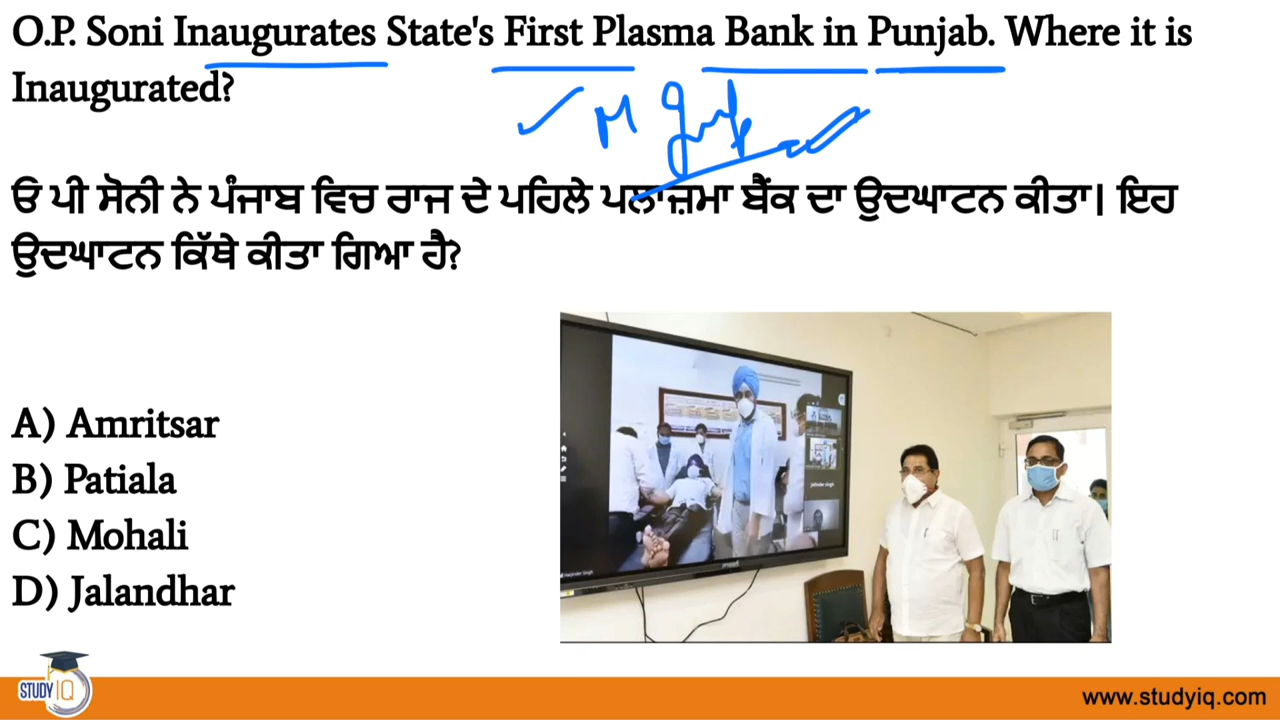 O.P. Soni Inaugurates State's First Plasma Bank in Punjab. Where it is
Inaugurated?
ਓ ਪੀ ਸੋਨੀ ਨੇ ਪੰਜਾਬ ਵਿਚ ਰਾਜ ਦੇ ਪਹਿਲੇ ਪਲਾਜ਼ਮਾ ਬੈਂਕ ਦਾ ਉਦਘਾਟਨ ਕੀਤਾ। ਇਹ
ਉਦਘਾਟਨ ਕਿੱਥੇ ਕੀਤਾ ਗਿਆ ਹੈ?
A) Amritsar
B) Patiala
C) Mohali
D) Jalandhar
STUDY IQ
www.studyiq.com